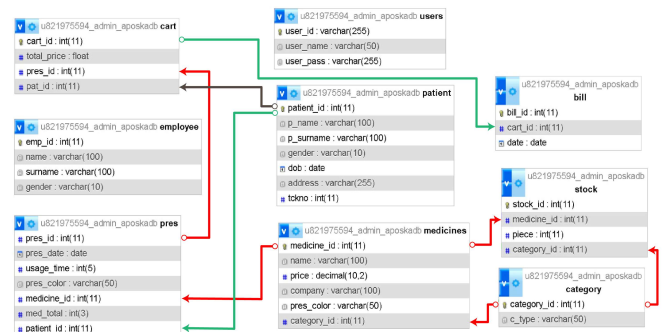 u821975594_admin_aposkadb cart
cart_id : int(11)
total_price : float
pres_id : int(11)
pat_id : int(11)
u821975594_admin_aposkadb users
user_id : varchar(255)
user_name : varchar(50)
user_pass : varchar(255)
u821975594_admin_aposkadb patient
patient_id : int(11)
p_name : varchar(100)
p_surname : varchar(100)
gender : varchar(10)
dob : date
address : varchar(255)
tckno : int(11)
u821975594_admin_aposkadb
bill
bill_id : int(11)
cart_id : int(11)
date : date
u821975594_admin_aposkadb employee
emp_id : int(11)
name : varchar(100)
surname : varchar(100)
gender : varchar(10)
u821975594_admin_aposkadb
stock
stock_id : int(11)
medicine_id : int(11)
piece : int(11)
category_id : int(11)
u821975594_admin_aposkadb pres
pres_id : int(11)
pres_date : date
usage_time : int(5)
pres_color : varchar(50)
medicine_id : int(11)
med_total : int(3)
patient_id : int(11)
u821975594_admin_aposkadb medicines
medicine_id : int(11)
name : varchar(100)
price : decimal(10,2)
company : varchar(100)
pres_color : varchar(50)
category_id : int(11)
u821975594_admin_aposkadb
category
category_id : int(11)
c_type : varchar(50)